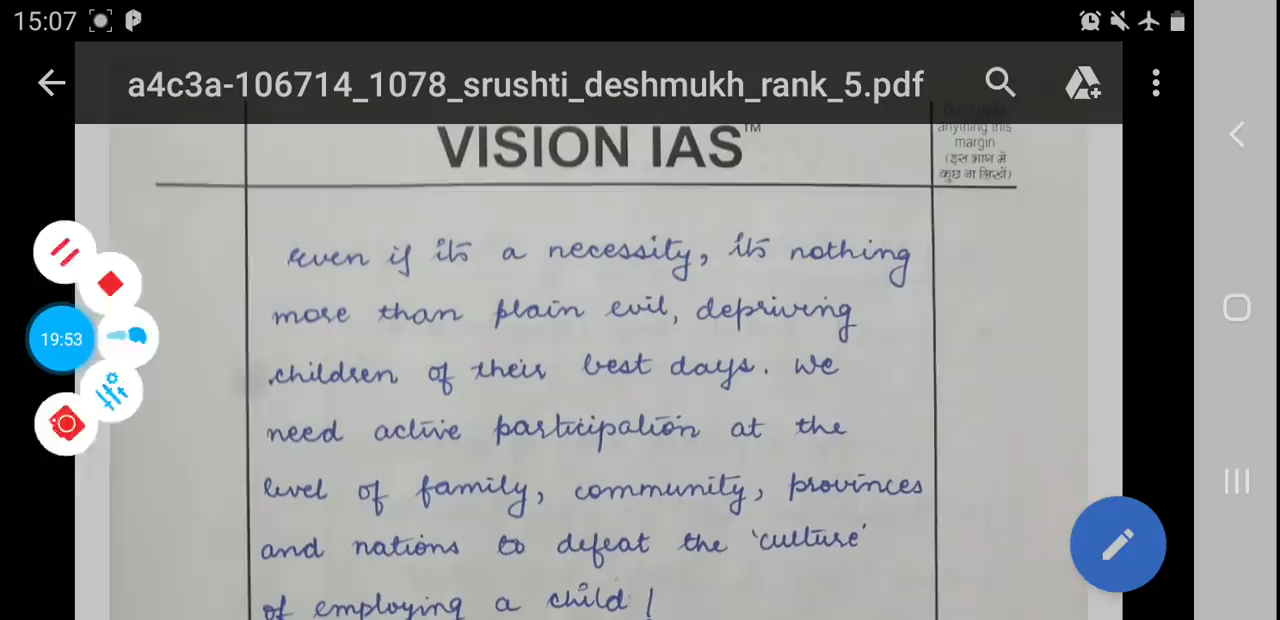 15:07
a4c3a-106714_1078_srushti_deshmukh_rank_5.pdf
VISION IAS™
anything this
margin
(इस भाग में
कुछ ना लिखें)
even if its a necessity, its nothing
more than plain evil, depriving
children of their best days. We
need active participation at the
level of family, community, provinces
and nations to defeat the 'culture'
of employing a child!
19:53